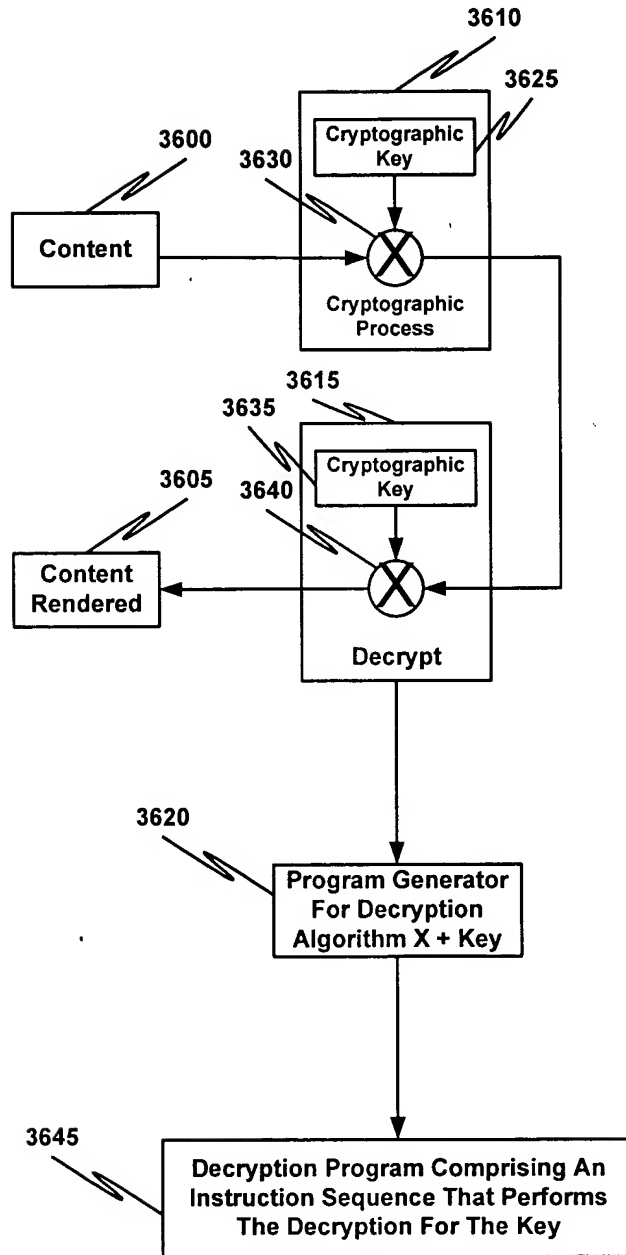 3610
3625
Cryptographic
Key
3600
3630
Content
X
Cryptographic
Process
3615
3635
Cryptographic
Key
3605
3640
Content
Rendered
X
Decrypt
3620
Program Generator
For Decryption
Algorithm X + Key
3645
Decryption Program Comprising An
Instruction Sequence That Performs
The Decryption For The Key